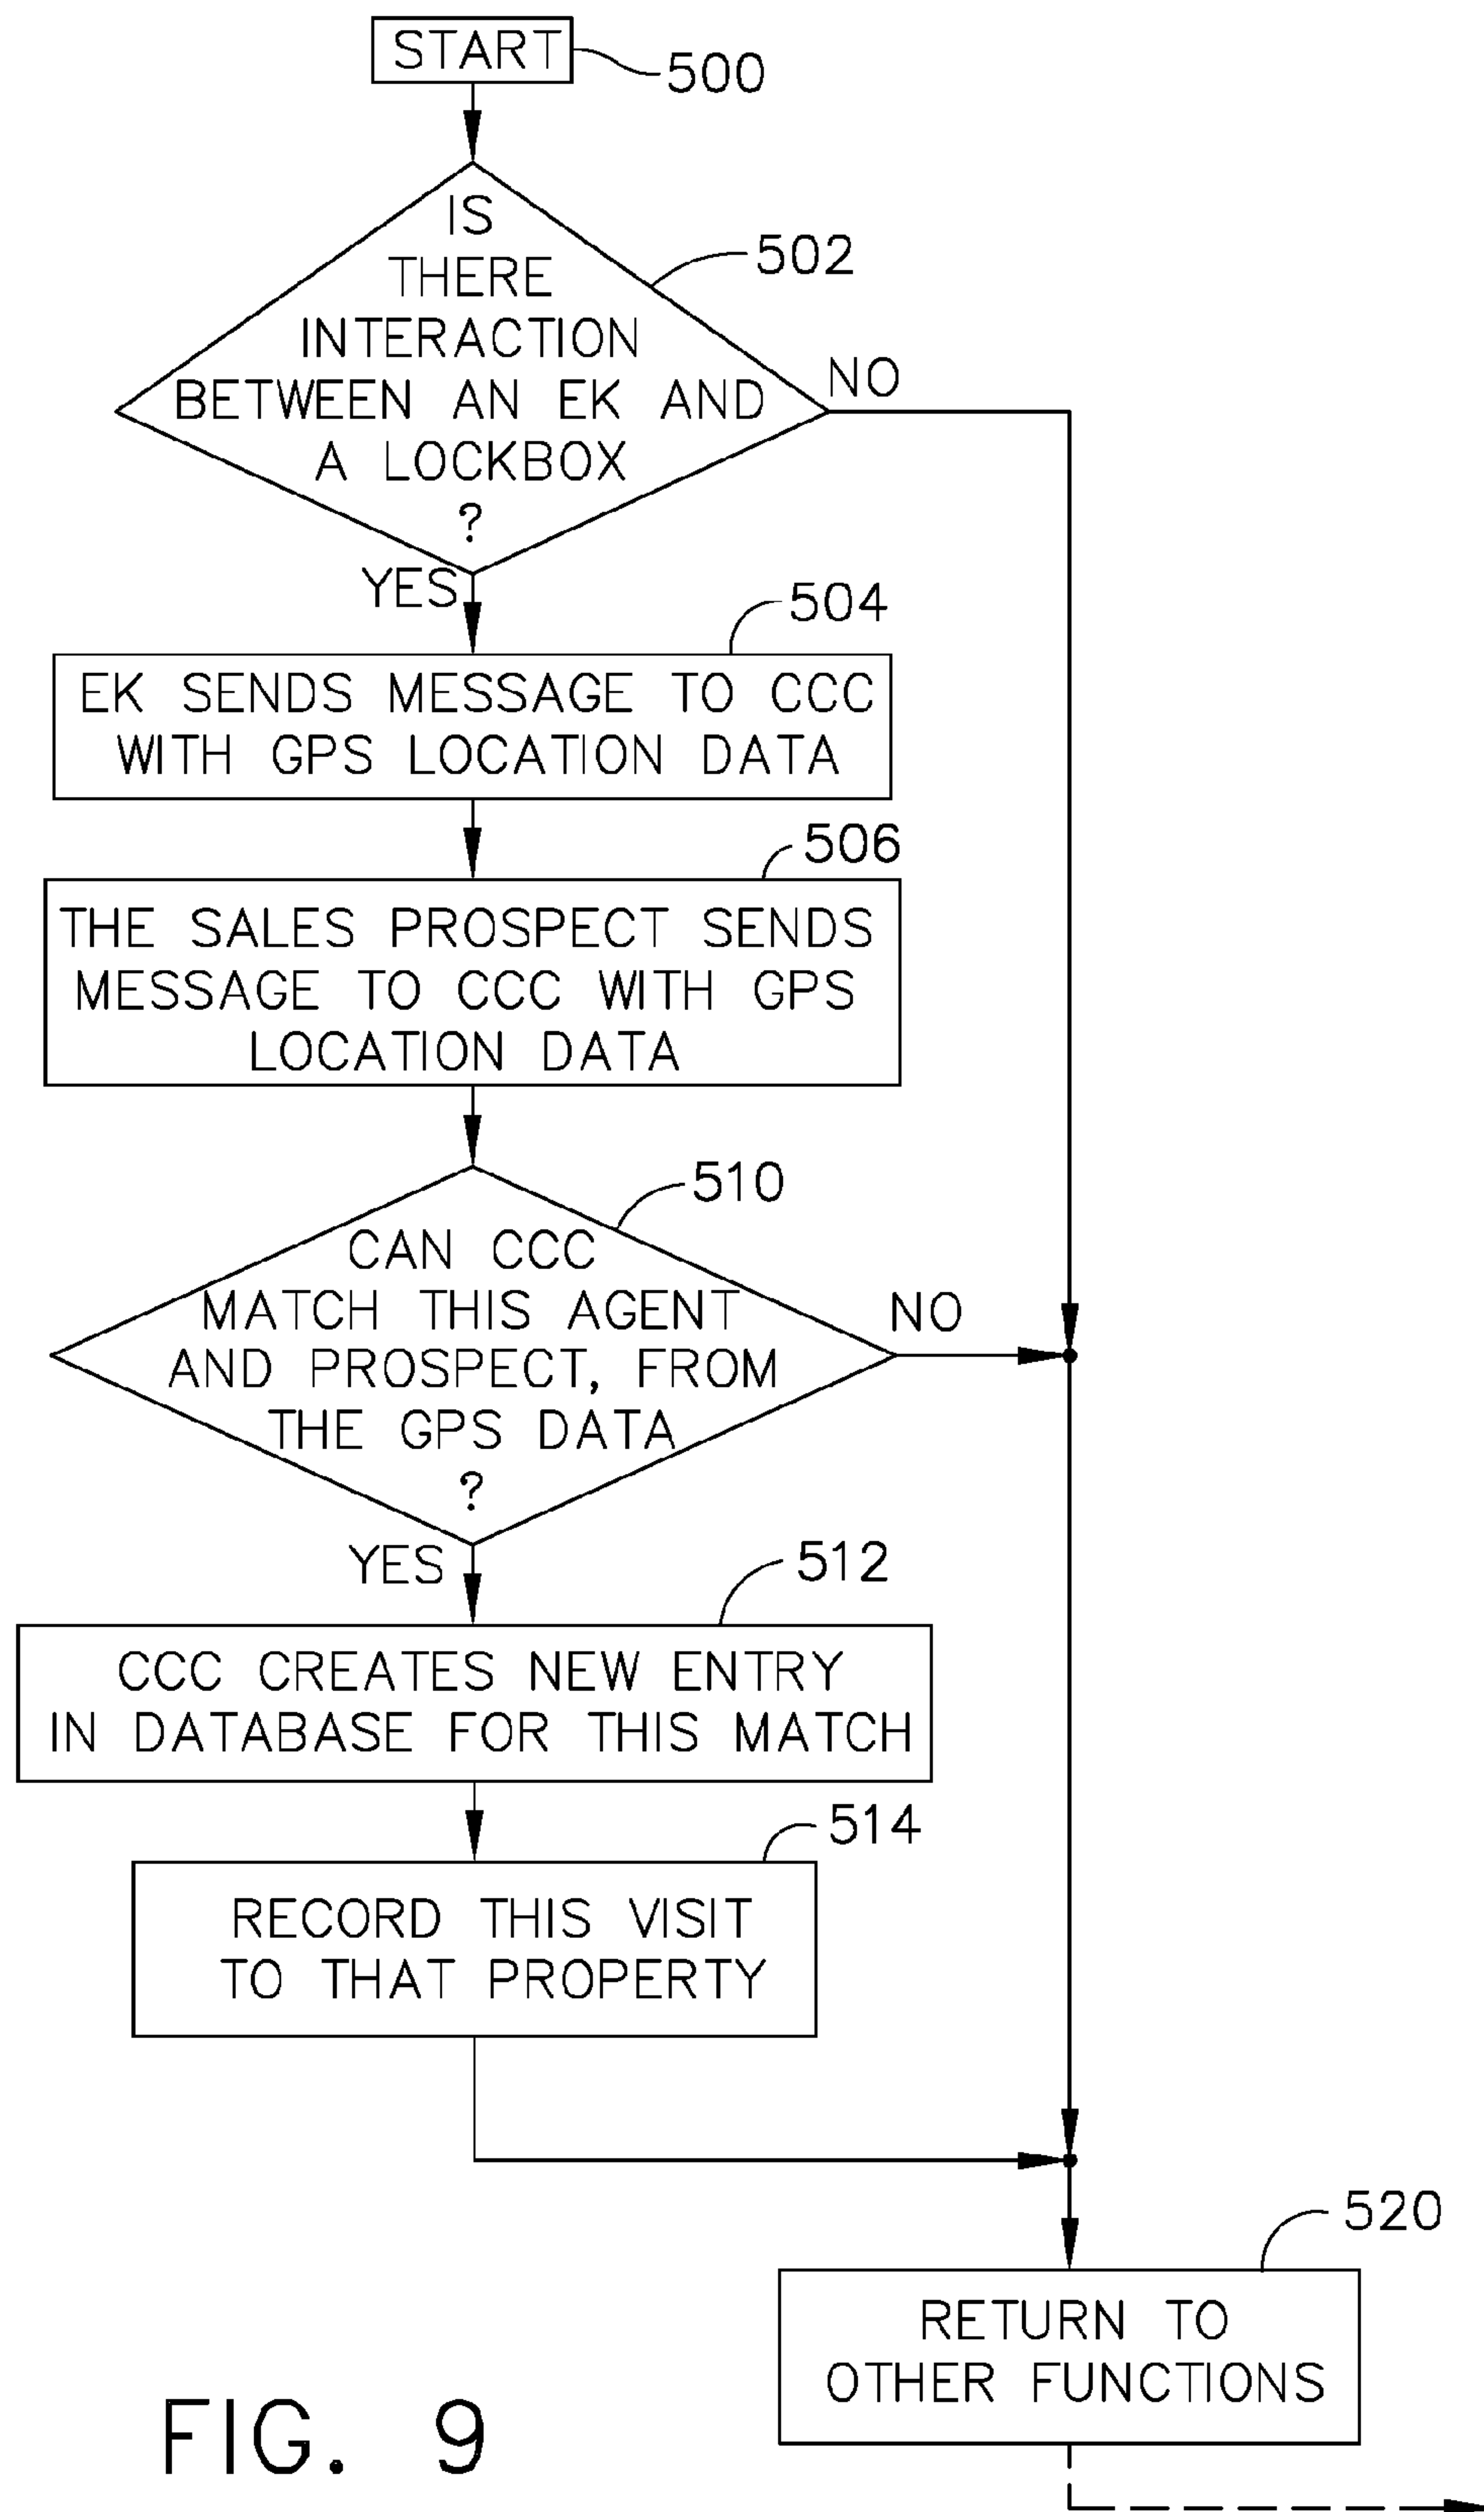 START
500
IS
THERE
INTERACTION
BETWEEN AN EK AND
A LOCKBOX
?
502
NO
YES
504
EK SENDS MESSAGE TO CCC
WITH GPS LOCATION DATA
506
THE SALES PROSPECT SENDS
MESSAGE TO CCC WITH GPS
LOCATION DATA
510
CAN CCC
MATCH THIS AGENT
AND PROSPECT, FROM
THE GPS DATA
?
NO
YES
512
CCC CREATES NEW ENTRY
IN DATABASE FOR THIS MATCH
514
RECORD THIS VISIT
TO THAT PROPERTY
520
RETURN TO
OTHER FUNCTIONS
FIG. 9